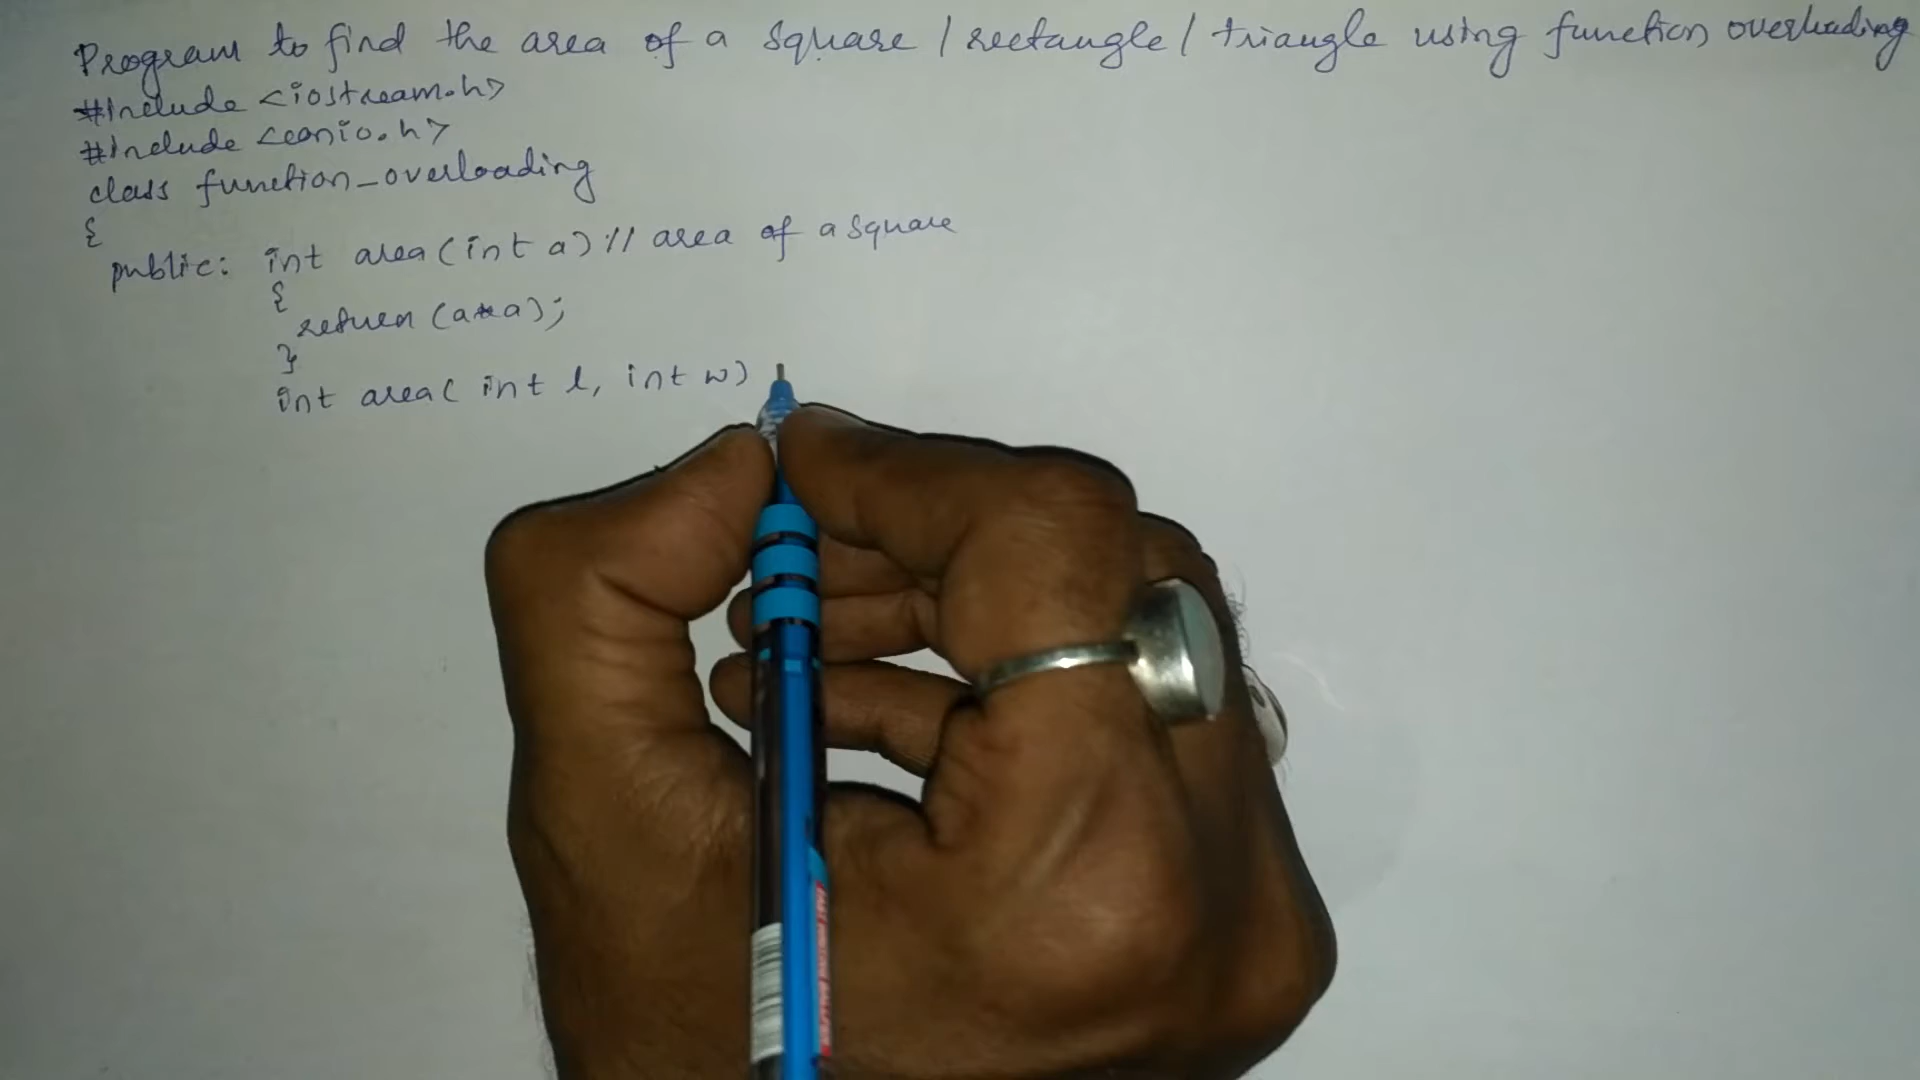 Program to find the area of a square / rectangle / triangle using function overloading
#Include <iostream.h>
#Include <conio.h>
class function_overloading
{
public: int area(int a) // area of a square
{
return (a*a);
}
int area( int l, int w)